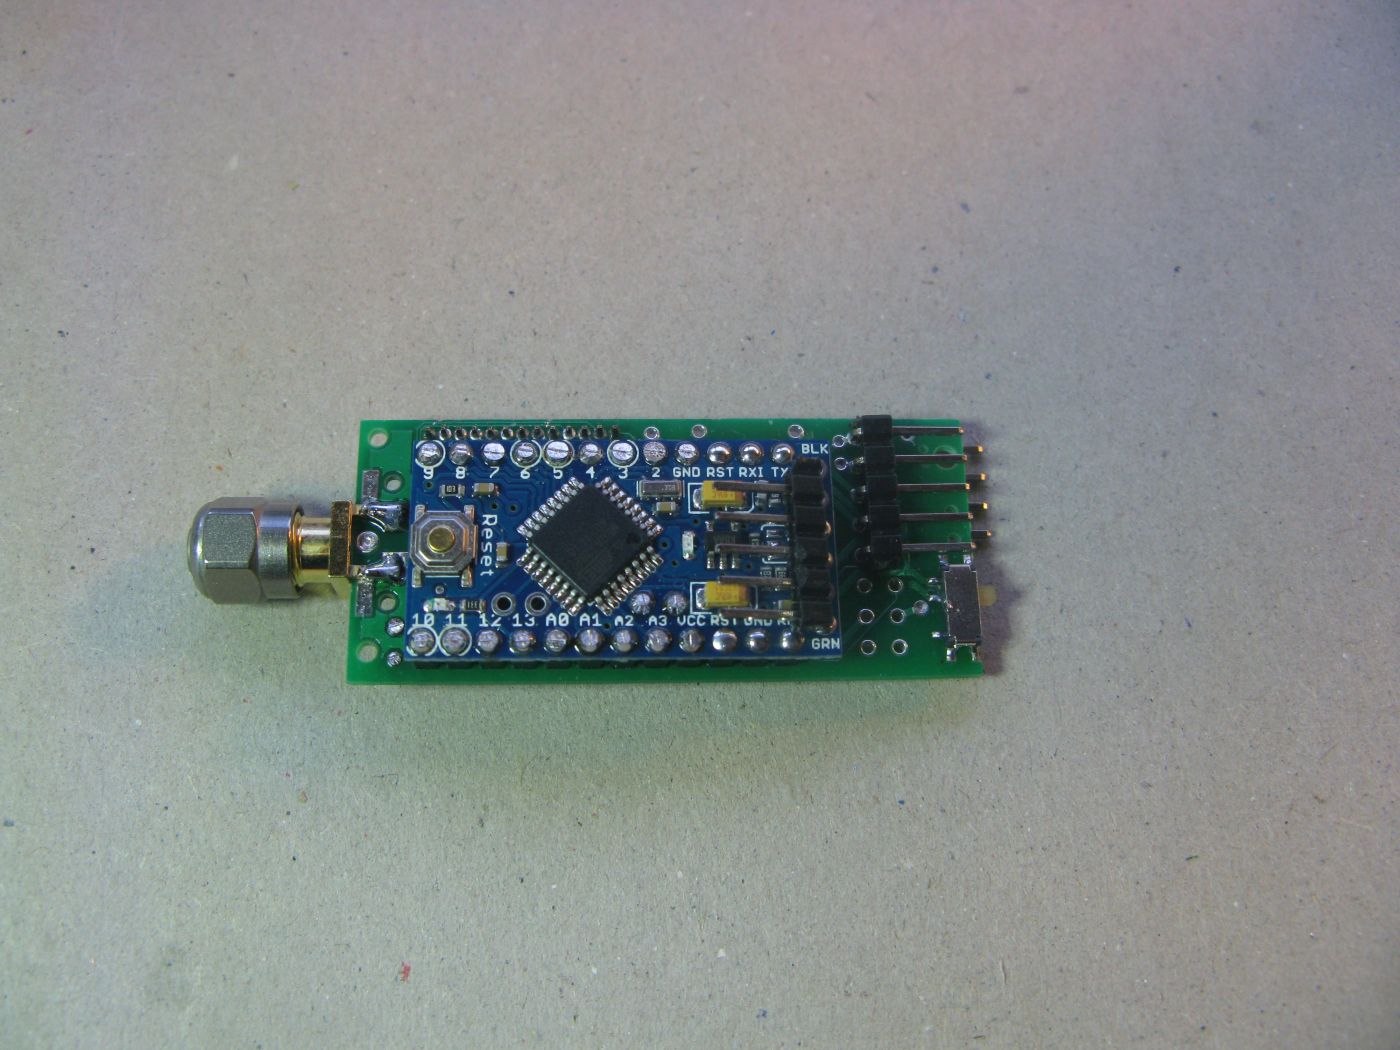 BLK
9 8 7 6 5 4 3 2 GND RST RXI TX
Reset
10 11 12 13 A0 A1 A2 A3 VCC RST GND
GRN